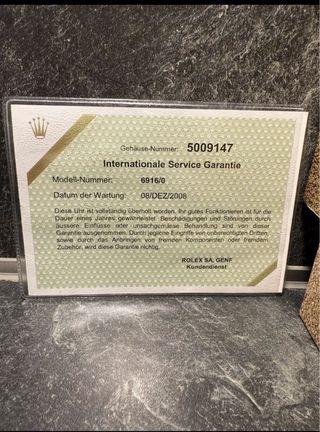 Gehäuse-Nummer: 5009147
Internationale Service Garantie
Modell-Nummer: 6916/0
Datum der Wartung: 08/DEZ/2008
Diese Uhr ist vollständig überholt worden. Ihr gutes Funktionieren ist für die
Dauer eines Jahres gewährleistet. Beschädigungen und Störungen durch
äussere Einflüsse oder unsachgemässe Behandlung sind von dieser
Garantie ausgenommen. Durch jegliche Eingriffe von unberechtigten Dritten,
sowie durch das Anbringen von fremden Komponenten oder fremdem
Zubehör, wird diese Garantie nichtig.
ROLEX SA, GENF
Kundendienst